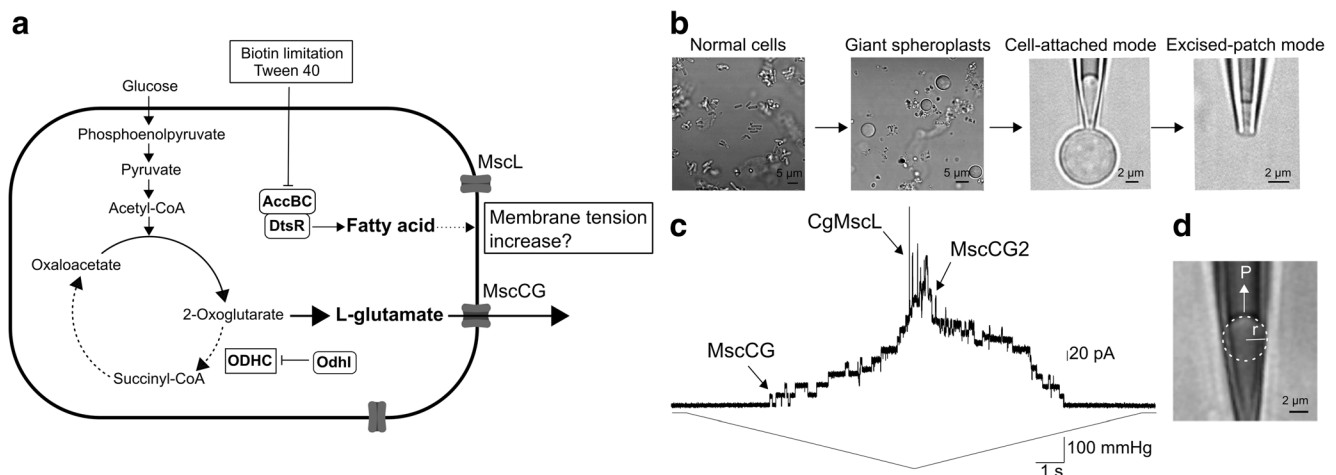 a
Biotin limitation
Tween 40
Glucose
Phosphoenolpyruvate
Pyruvate
Acetyl-CoA
Oxaloacetate
2-Oxoglutarate
Succinyl-CoA
AccBC
DtsR
Fatty acid
MscL
Membrane tension
increase?
MscCG
L-glutamate
ODHC
OdhI
b
Normal cells
Giant spheroplasts
Cell-attached mode
Excised-patch mode
5 µm
5 µm
2 µm
2 µm
c
CgMscL
MscCG2
MscCG
20 pA
100 mmHg
1 s
d
P
r
2 µm